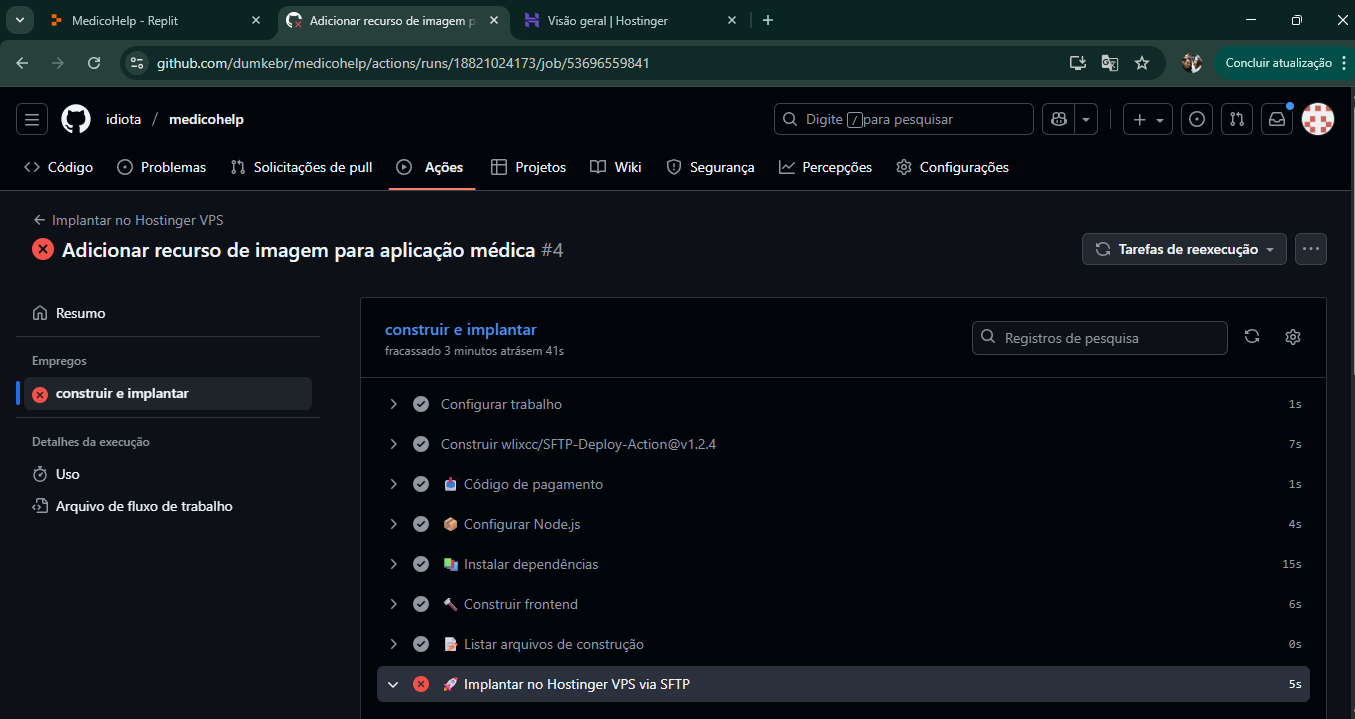 MedicoHelp - Replit
Adicionar recurso de imagem p
Visão geral | Hostinger
github.com/dumkebr/medicohelp/actions/runs/18821024173/job/53696559841
Concluir atualização
idiota / medicohelp
Digite / para pesquisar
Código
Problemas
Solicitações de pull
Ações
Projetos
Wiki
Segurança
Percepções
Configurações
Implantar no Hostinger VPS
Adicionar recurso de imagem para aplicação médica #4
Tarefas de reexecução
Resumo
Empregos
construir e implantar
Detalhes da execução
Uso
Arquivo de fluxo de trabalho
construir e implantar
fracassado 3 minutos atrásem 41s
Registros de pesquisa
Configurar trabalho 1s
Construir wlixcc/SFTP-Deploy-Action@v1.2.4 7s
Código de pagamento 1s
Configurar Node.js 4s
Instalar dependências 15s
Construir frontend 6s
Listar arquivos de construção 0s
Implantar no Hostinger VPS via SFTP 5s